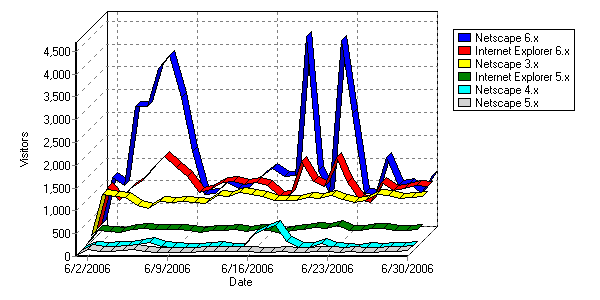 4,500
4,000
3,500
3,000
2,500
2,000
1,500
1,000
500
0
Visitors
6/2/2006 6/9/2006 6/16/2006 6/23/2006 6/30/2006
Date
Netscape 6.x
Internet Explorer 6.x
Netscape 3.x
Internet Explorer 5.x
Netscape 4.x
Netscape 5.x